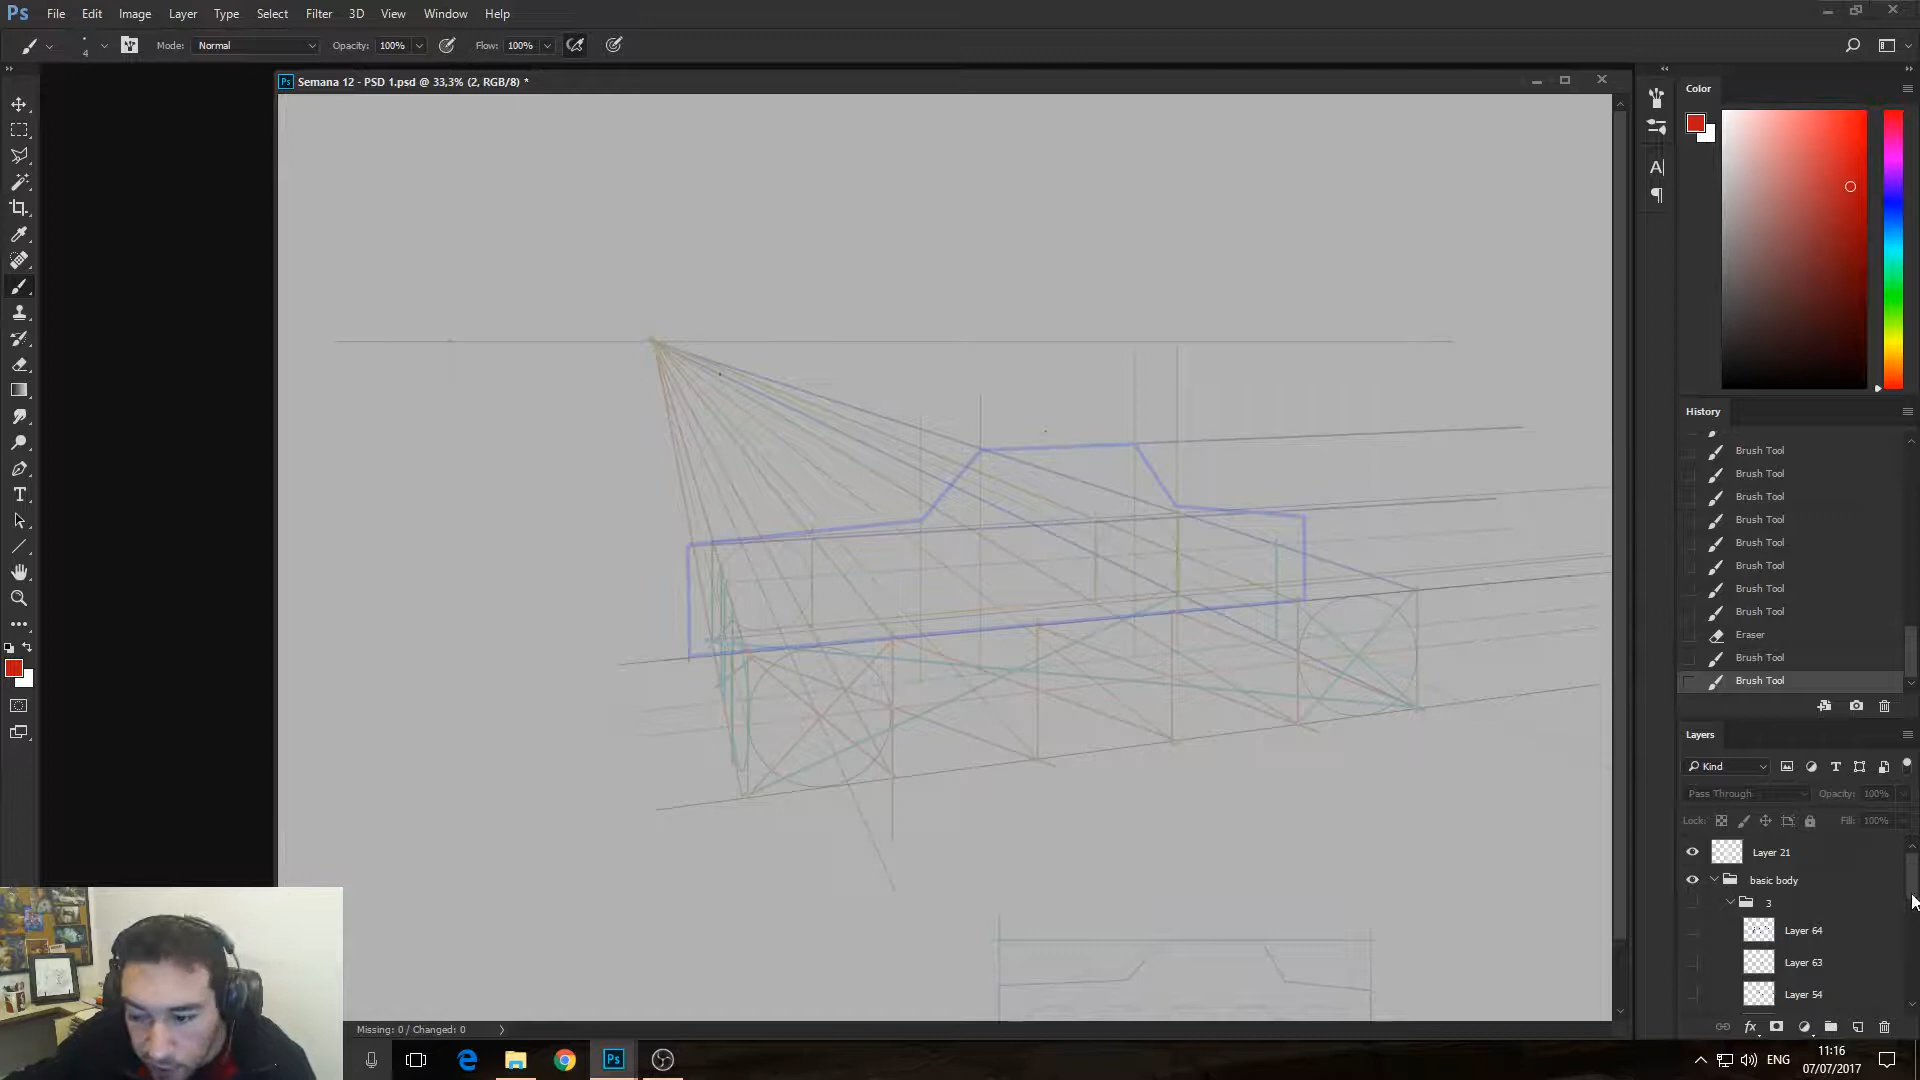 Ps File Edit Image Layer Type Select Filter 3D View Window Help
4 Mode: Normal Opacity: 100% Flow: 100%
Ps Semana 12 - PSD 1.psd @ 33,3% (2, RGB/8) *
Color
History
Brush Tool
Brush Tool
Brush Tool
Brush Tool
Brush Tool
Brush Tool
Brush Tool
Brush Tool
Eraser
Brush Tool
Brush Tool
Layers
Kind
Pass Through Opacity: 100%
Lock: Fill: 100%
Layer 21
basic body
3
Layer 64
Layer 63
Layer 54
fx
Missing: 0 / Changed: 0
Ps
ENG
11:16
07/07/2017